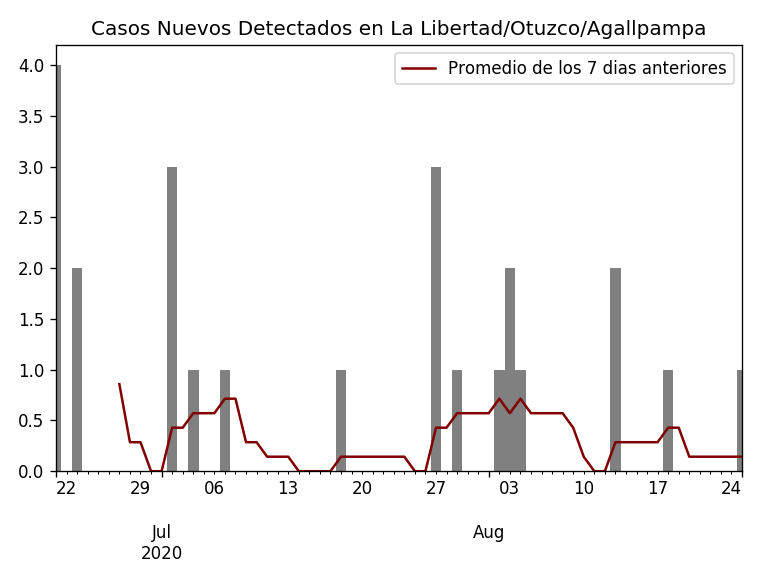 Casos Nuevos Detectados en La Libertad/Otuzco/Agallpampa
Promedio de los 7 dias anteriores
4.0
3.5
3.0
2.5
2.0
1.5
1.0
0.5
0.0
22 29 06 13 20 27 03 10 17 24
Jul Aug
2020